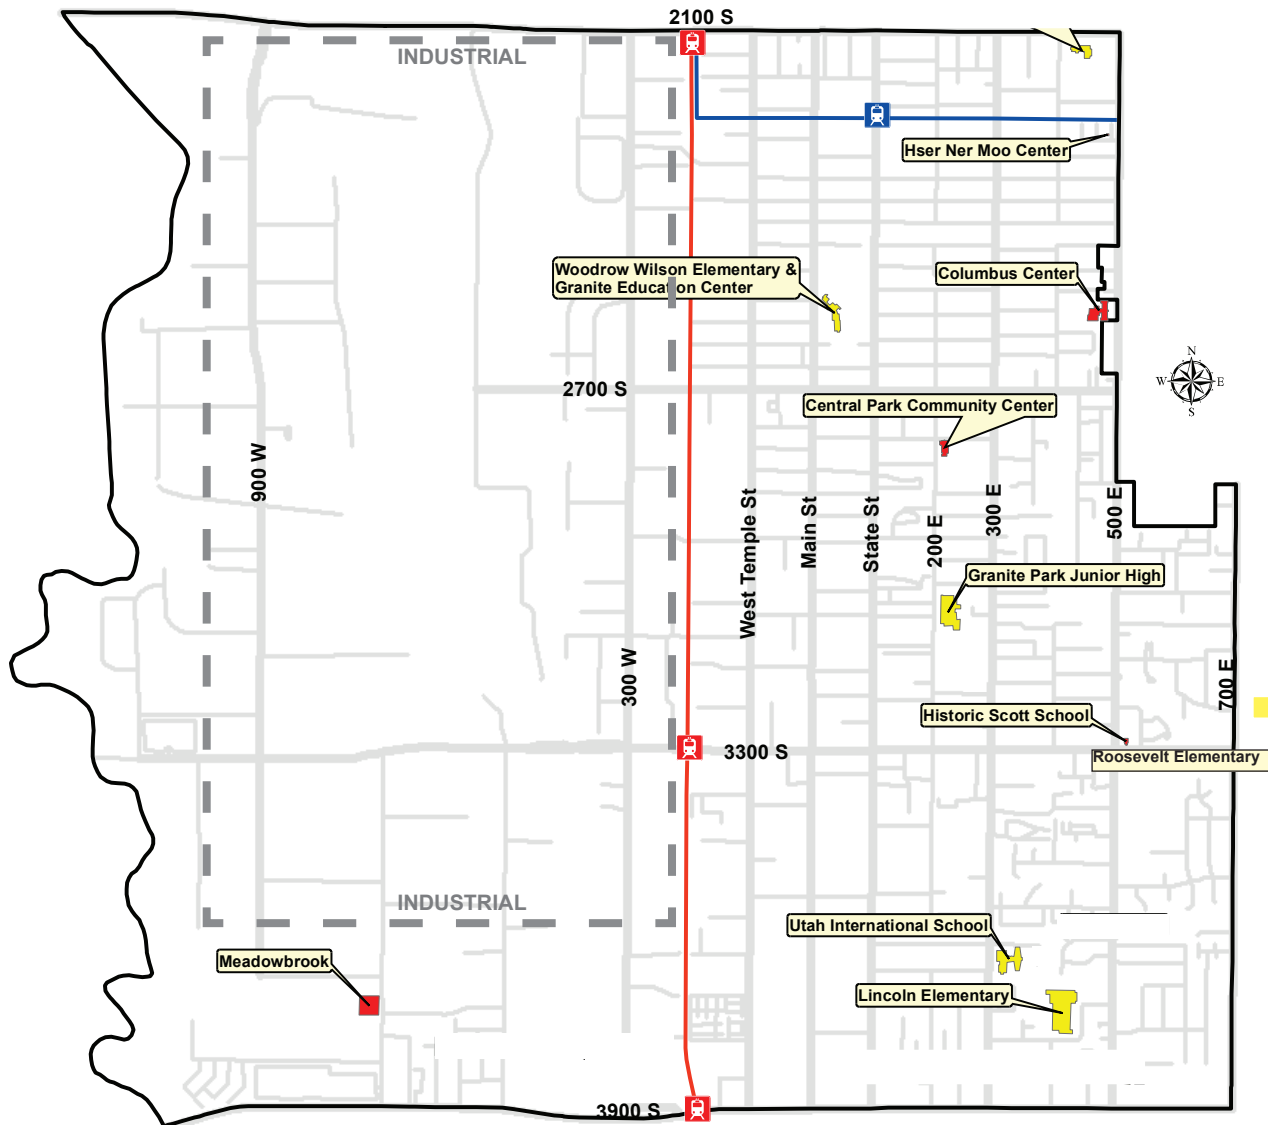 2100 S
INDUSTRIAL
Hser Ner Moo Center
Woodrow Wilson Elementary &
Granite Education Center
Columbus Center
N
W
E
S
2700 S
Central Park Community Center
900 W
West Temple St
Main St
State St
200 E
300 E
500 E
Granite Park Junior High
300 W
700 E
Historic Scott School
3300 S
Roosevelt Elementary
INDUSTRIAL
Utah International School
Meadowbrook
Lincoln Elementary
3900 S